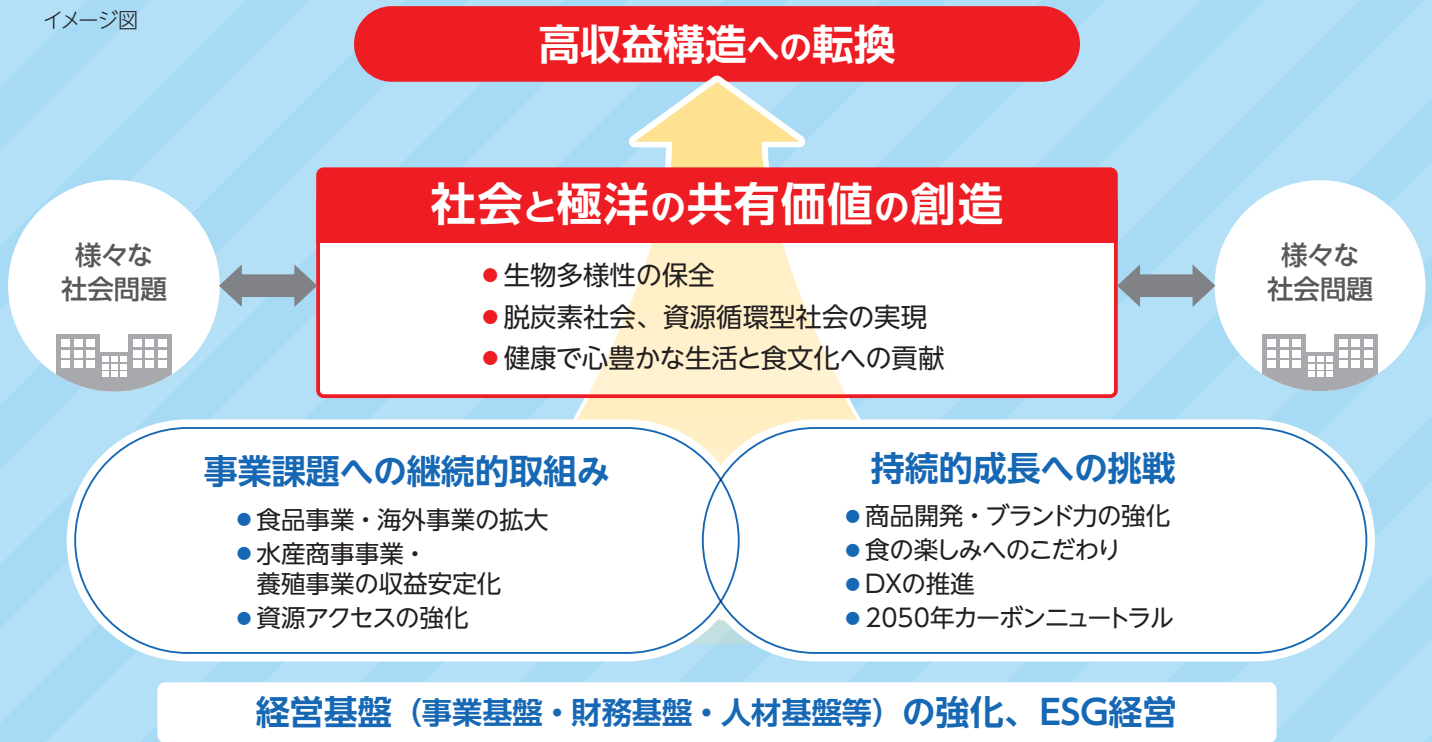 イメージ図
高収益構造への転換
社会と極洋の共有価値の創造
様々な
社会問題
●生物多様性の保全
●脱炭素社会、資源循環型社会の実現
●健康で心豊かな生活と食文化への貢献
様々な
社会問題
事業課題への継続的取組み
●食品事業・海外事業の拡大
●水産商事事業・
養殖事業の収益安定化
●資源アクセスの強化
持続的成長への挑戦
●商品開発・ブランド力の強化
●食の楽しみへのこだわり
●DXの推進
●2050年カーボンニュートラル
経営基盤（事業基盤・財務基盤・人材基盤等）の強化、ESG経営